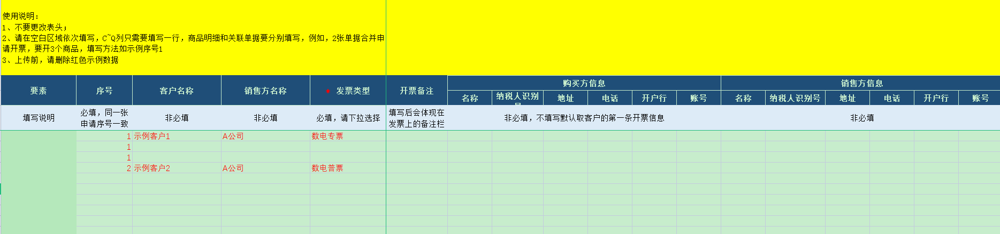 使用说明：
1、不要更改表头；
2、请在空白区域依次填写，C~Q列只需要填写一行，商品明细和关联单据要分别填写，例如，2张单据合并申
请开票，要开3个商品，填写方法如示例序号1
3、上传前，请删除红色示例数据
要素 序号 客户名称 销售方名称 * 发票类型 开票备注 购买方信息 销售方信息
名称 纳税人识别号 地址 电话 开户行 账号 名称 纳税人识别号 地址 电话 开户行 账号
填写说明 必填，同一张 非必填 非必填 必填，请下拉选择 填写后会体现在 非必填，不填写默认取客户的第一条开票信息 非必填
申请序号一致 发票上的备注栏
1 示例客户1 A公司 数电专票
1
1
2 示例客户2 A公司 数电普票